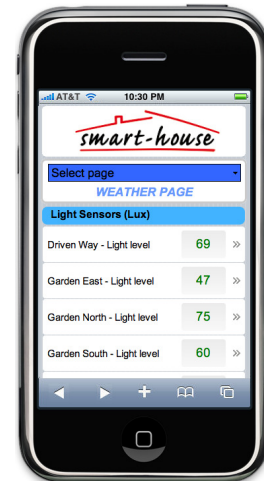 AT&T 10:30 PM
smart-house
Select page
WEATHER PAGE
Light Sensors (Lux)
Driven Way - Light level 69 »
Garden East - Light level 47 »
Garden North - Light level 75 »
Garden South - Light level 60 »